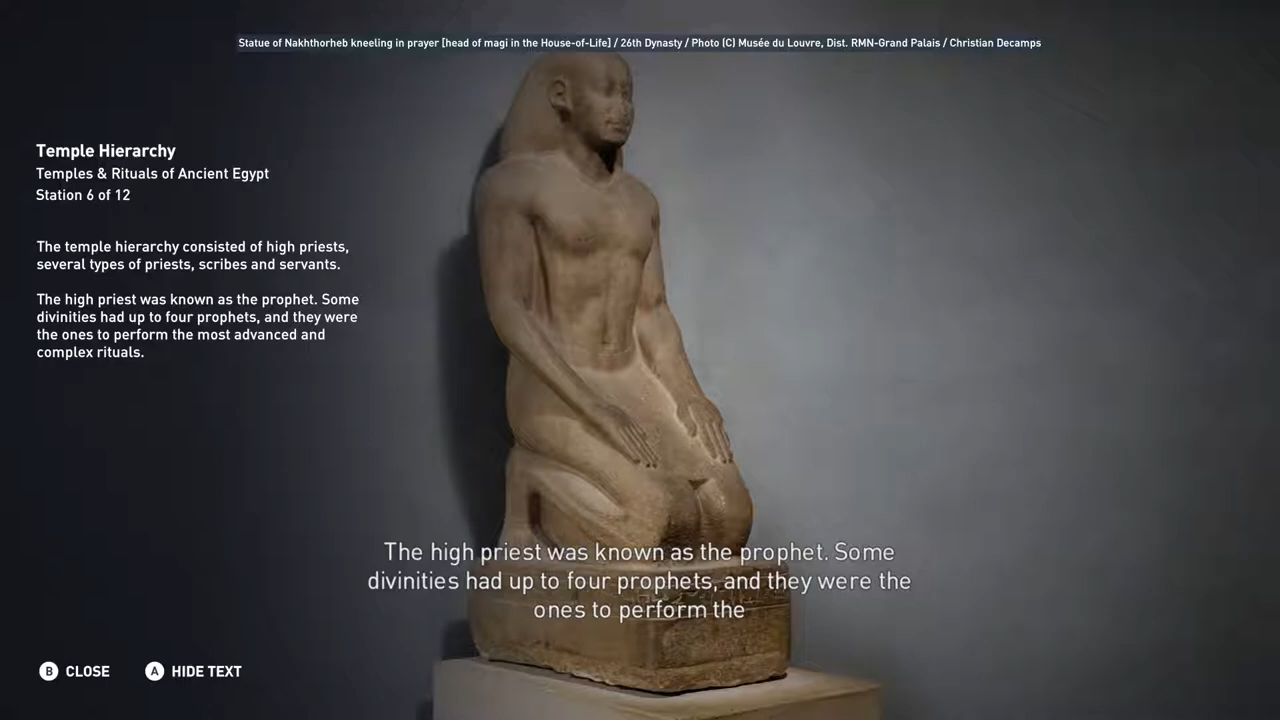 Statue of Nakhthorheb kneeling in prayer [head of magi in the House-of-Life] / 26th Dynasty / Photo (C) Musée du Louvre, Dist. RMN-Grand Palais / Christian Decamps
Temple Hierarchy
Temples & Rituals of Ancient Egypt
Station 6 of 12
The temple hierarchy consisted of high priests,
several types of priests, scribes and servants.
The high priest was known as the prophet. Some
divinities had up to four prophets, and they were
the ones to perform the most advanced and
complex rituals.
The high priest was known as the prophet. Some
divinities had up to four prophets, and they were the
ones to perform the
B CLOSE A HIDE TEXT